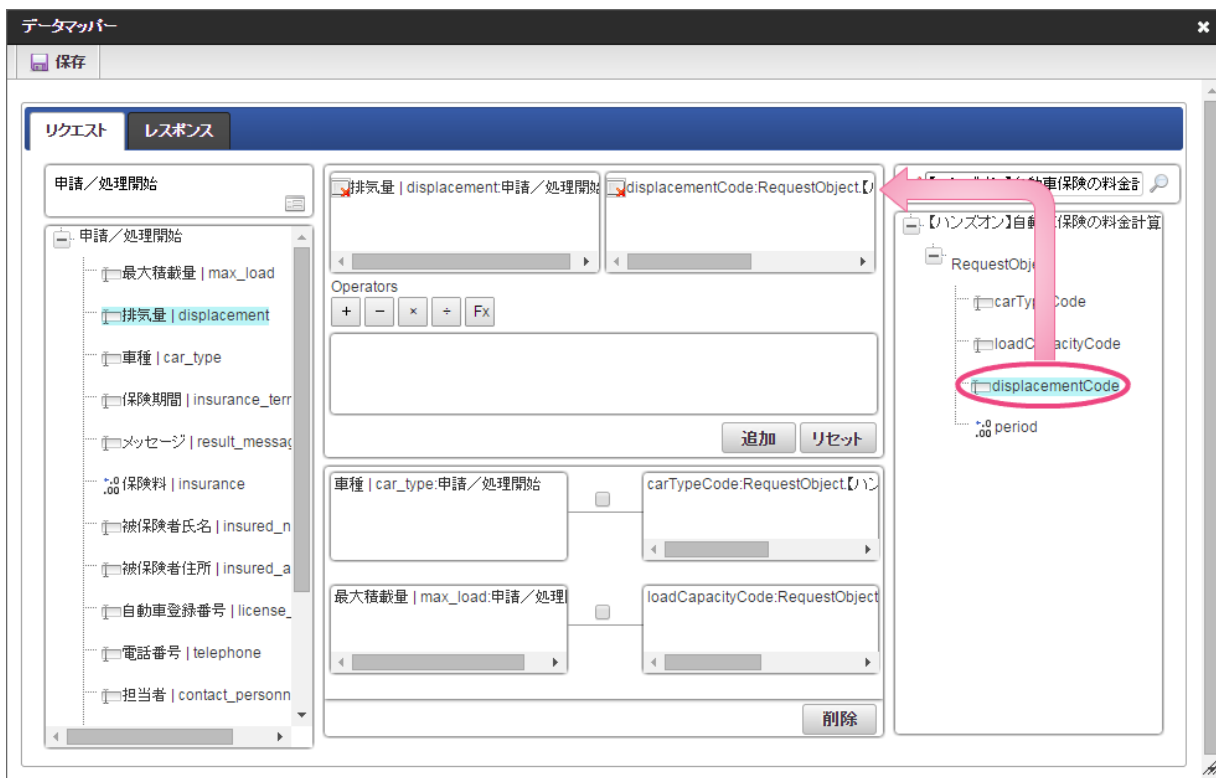 データマッパー
保存
リクエスト
レスポンス
申請／処理開始
申請／処理開始
最大積載量 | max_load
排気量 | displacement
車種 | car_type
保険期間 | insurance_terr
メッセージ | result_messag
保険料 | insurance
被保険者氏名 | insured_n
被保険者住所 | insured_a
自動車登録番号 | license_
電話番号 | telephone
担当者 | contact_personn
排気量 | displacement:申請／処理開始
displacementCode:RequestObject.【ハ
Operators
+ − × ÷ Fx
追加
リセット
車種 | car_type:申請／処理開始
carTypeCode:RequestObject.【ハン
最大積載量 | max_load:申請／処理
loadCapacityCode:RequestObject
削除
自動車保険の料金計
【ハンズオン】自動車保険の料金計算
RequestObj
carTypeCode
loadCapacityCode
displacementCode
period